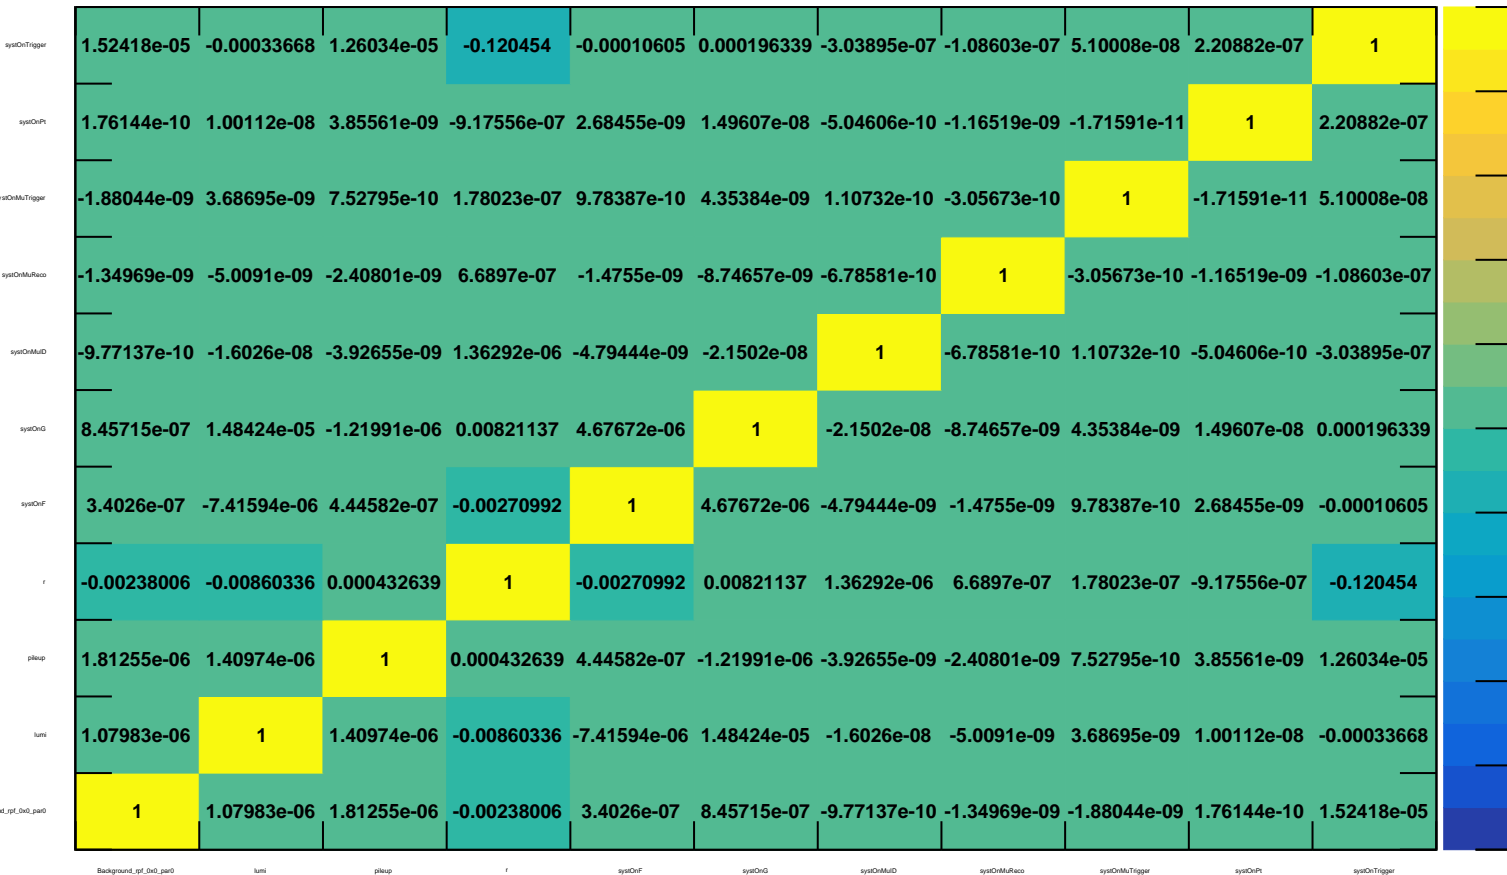 systOnTrigger 1.52418e-05 -0.00033668 1.26034e-05 -0.120454 -0.00010605 0.000196339 -3.03895e-07 -1.08603e-07 5.10008e-08 2.20882e-07 1
systOnPt 1.76144e-10 1.00112e-08 3.85561e-09 -9.17556e-07 2.68455e-09 1.49607e-08 -5.04606e-10 -1.16519e-09 -1.71591e-11 1 2.20882e-07
stOnMuTrigger -1.88044e-09 3.68695e-09 7.52795e-10 1.78023e-07 9.78387e-10 4.35384e-09 1.10732e-10 -3.05673e-10 1 -1.71591e-11 5.10008e-08
systOnMuReco -1.34969e-09 -5.0091e-09 -2.40801e-09 6.6897e-07 -1.4755e-09 -8.74657e-09 -6.78581e-10 1 -3.05673e-10 -1.16519e-09 -1.08603e-07
systOnMuID -9.77137e-10 -1.6026e-08 -3.92655e-09 1.36292e-06 -4.79444e-09 -2.1502e-08 1 -6.78581e-10 1.10732e-10 -5.04606e-10 -3.03895e-07
systOnG 8.45715e-07 1.48424e-05 -1.21991e-06 0.00821137 4.67672e-06 1 -2.1502e-08 -8.74657e-09 4.35384e-09 1.49607e-08 0.000196339
systOnF 3.4026e-07 -7.41594e-06 4.44582e-07 -0.00270992 1 4.67672e-06 -4.79444e-09 -1.4755e-09 9.78387e-10 2.68455e-09 -0.00010605
r -0.00238006 -0.00860336 0.000432639 1 -0.00270992 0.00821137 1.36292e-06 6.6897e-07 1.78023e-07 -9.17556e-07 -0.120454
pileup 1.81255e-06 1.40974e-06 1 0.000432639 4.44582e-07 -1.21991e-06 -3.92655e-09 -2.40801e-09 7.52795e-10 3.85561e-09 1.26034e-05
lumi 1.07983e-06 1 1.40974e-06 -0.00860336 -7.41594e-06 1.48424e-05 -1.6026e-08 -5.0091e-09 3.68695e-09 1.00112e-08 -0.00033668
d_rpf_0x0_par0 1 1.07983e-06 1.81255e-06 -0.00238006 3.4026e-07 8.45715e-07 -9.77137e-10 -1.34969e-09 -1.88044e-09 1.76144e-10 1.52418e-05
Background_rpf_0x0_par0 lumi pileup r systOnF systOnG systOnMuID systOnMuReco systOnMuTrigger systOnPt systOnTrigger